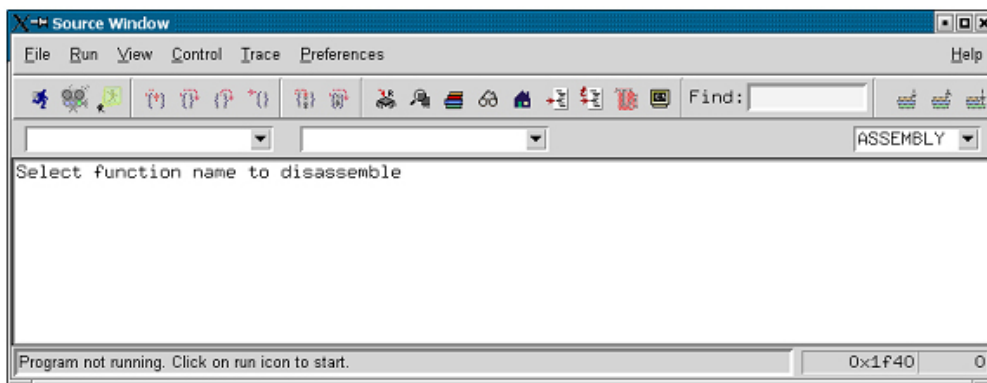 Source Window
File Run View Control Trace Preferences Help
Find:
ASSEMBLY
Select function name to disassemble
Program not running. Click on run icon to start. 0x1f40 0